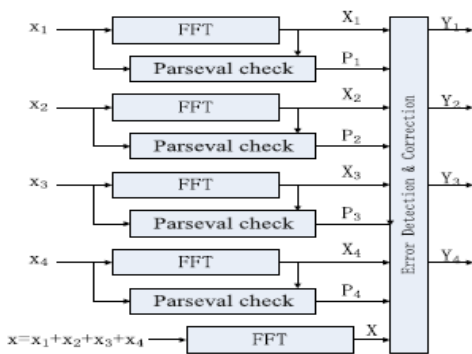 x₁ FFT X₁ Y₁
Parseval check P₁
x₂ FFT X₂ Y₂
Parseval check P₂
x₃ FFT X₃ Y₃
Parseval check P₃
x₄ FFT X₄ Y₄
Parseval check P₄
x=x₁+x₂+x₃+x₄ FFT X
Error Detection & Correction